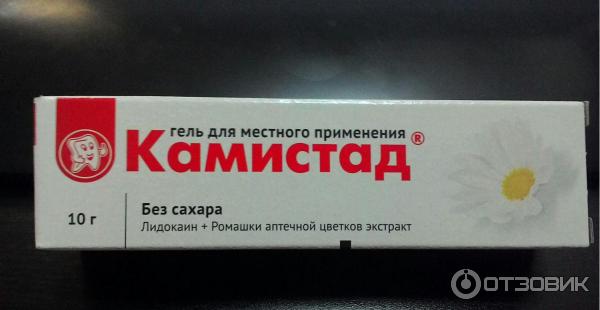 гель для местного применения
Камистад®
10 г
Без сахара
Лидокаин + Ромашки аптечной цветков экстракт
ОТЗОВИК